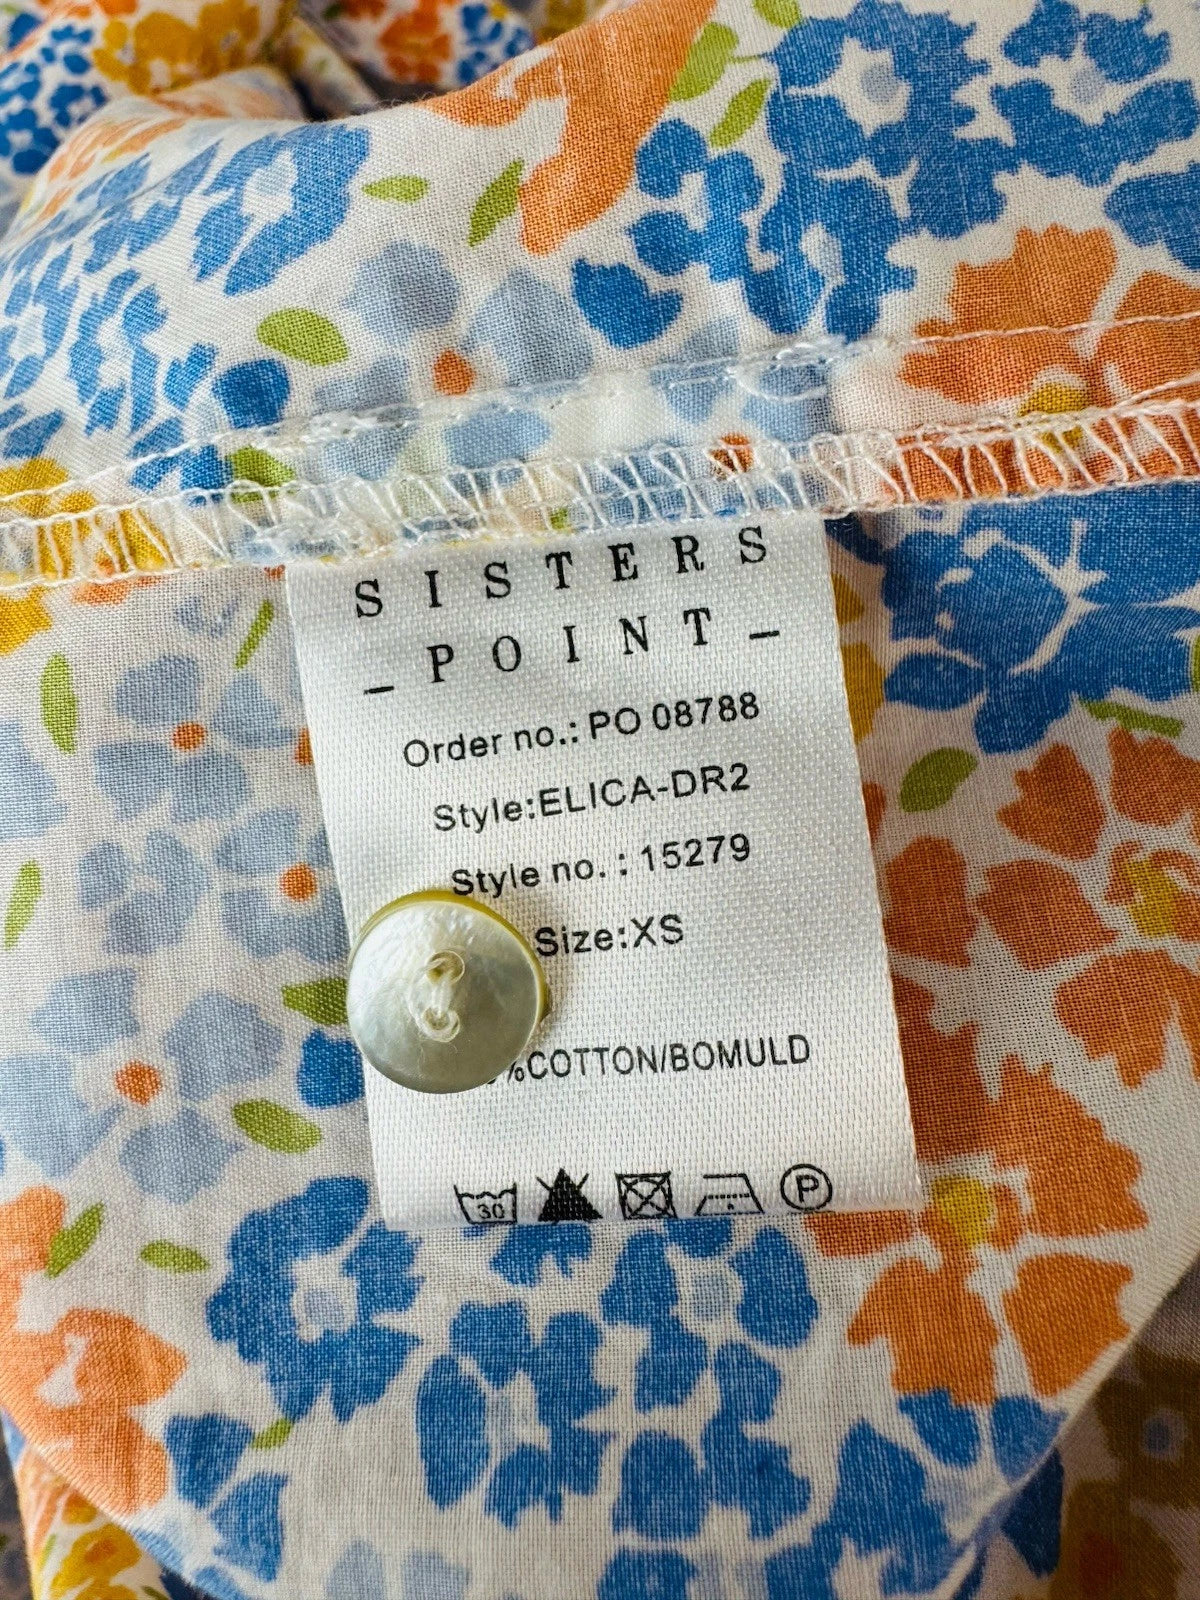 SISTERS
_ POINT _
Order no.: PO 08788
Style:ELICA-DR2
Style no. : 15279
Size:XS
%COTTON/BOMULD
30
P